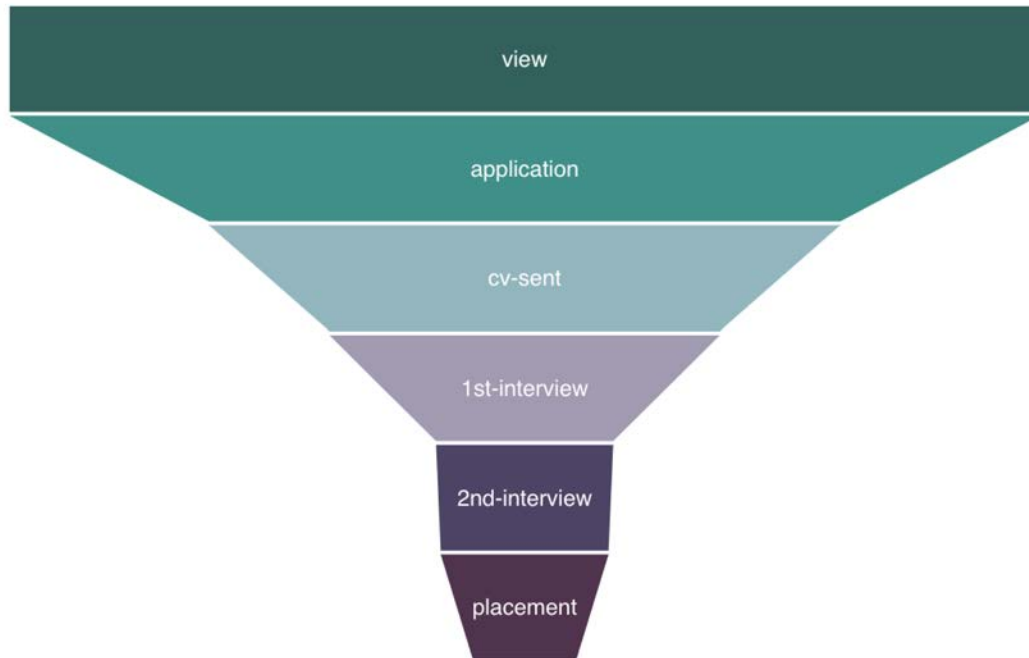 view
application
cv-sent
1st-interview
2nd-interview
placement